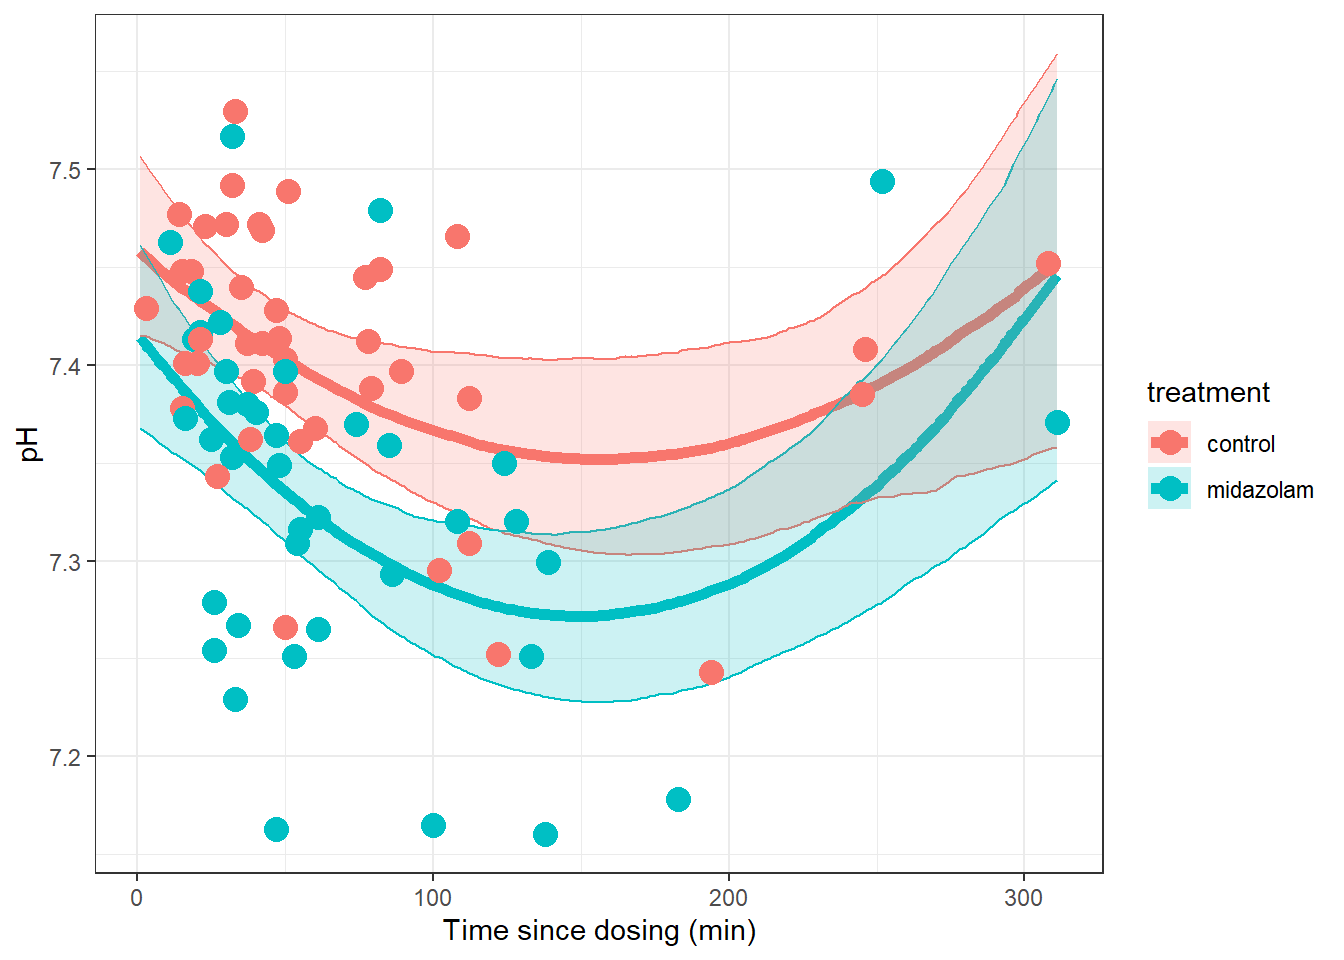 7.5
7.4
7.3
7.2
pH
0 100 200 300
Time since dosing (min)
treatment
control
midazolam